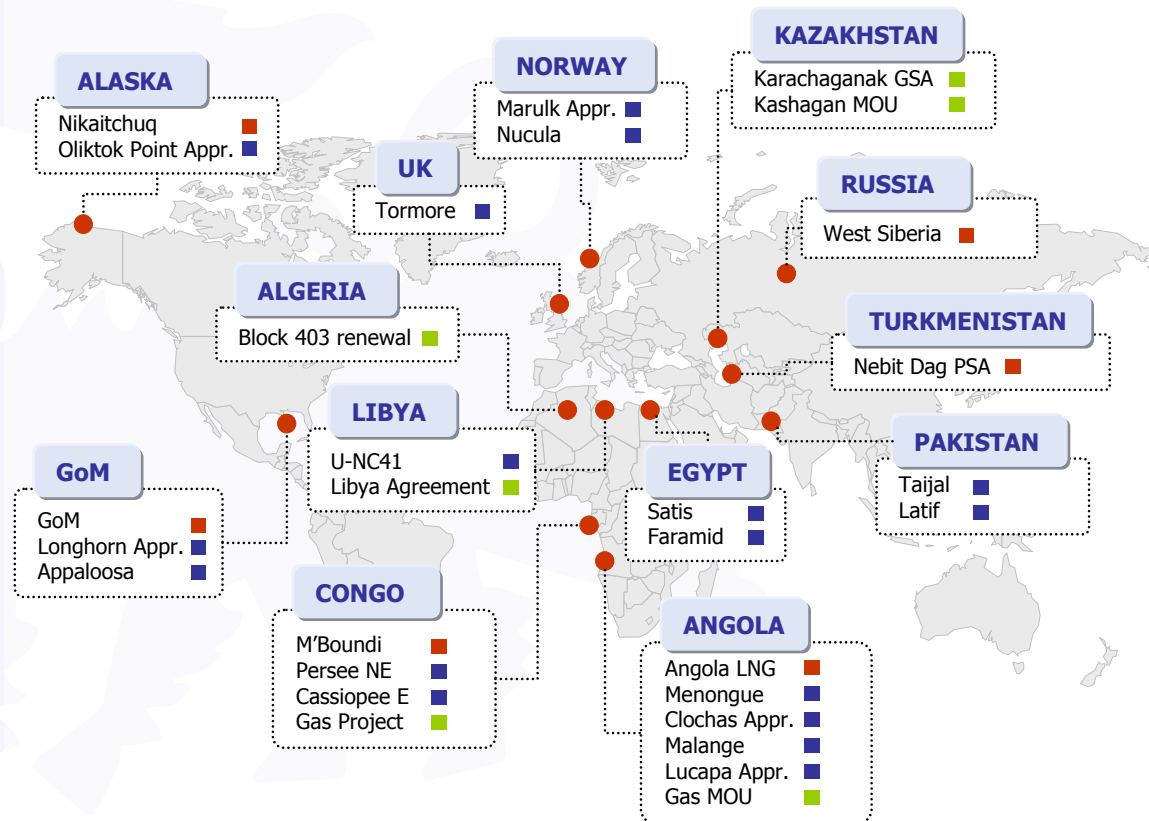 KAZAKHSTAN
Karachaganak GSA
Kashagan MOU
NORWAY
Marulk Appr.
Nucula
ALASKA
Nikaitchuq
Oliktok Point Appr.
UK
Tormore
RUSSIA
West Siberia
ALGERIA
Block 403 renewal
TURKMENISTAN
Nebit Dag PSA
LIBYA
U-NC41
Libya Agreement
EGYPT
Satis
Faramid
PAKISTAN
Taijal
Latif
GoM
GoM
Longhorn Appr.
Appaloosa
CONGO
M'Boundi
Persee NE
Cassiopee E
Gas Project
ANGOLA
Angola LNG
Menongue
Clochas Appr.
Malange
Lucapa Appr.
Gas MOU